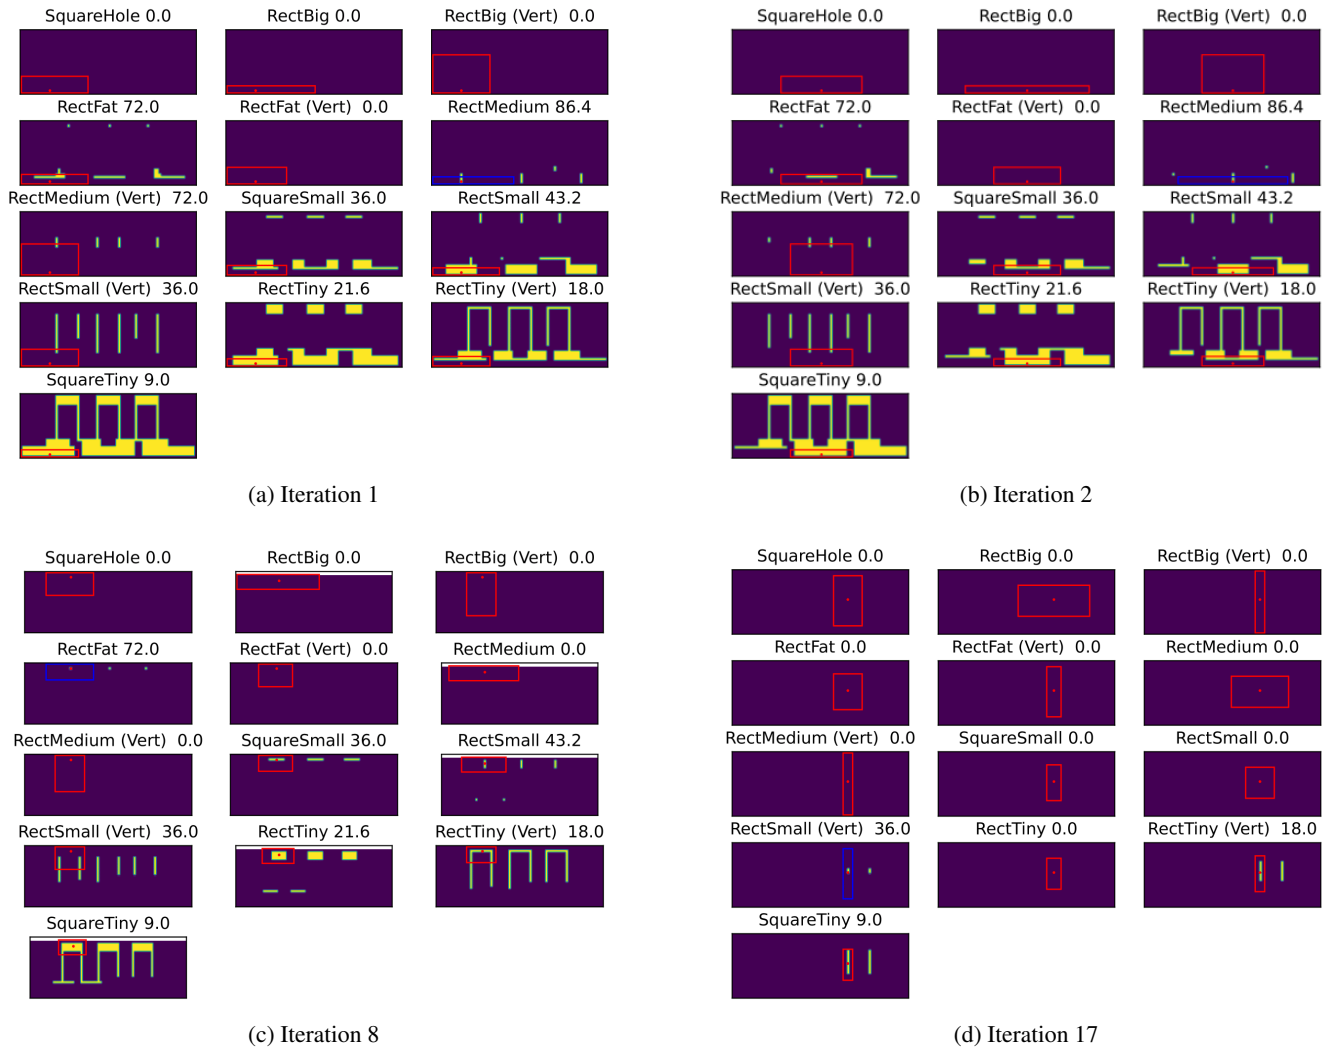 SquareHole 0.0 RectBig 0.0 RectBig (Vert) 0.0
RectFat 72.0 RectFat (Vert) 0.0 RectMedium 86.4
RectMedium (Vert) 72.0 SquareSmall 36.0 RectSmall 43.2
RectSmall (Vert) 36.0 RectTiny 21.6 RectTiny (Vert) 18.0
SquareTiny 9.0
(a) Iteration 1
SquareHole 0.0 RectBig 0.0 RectBig (Vert) 0.0
RectFat 72.0 RectFat (Vert) 0.0 RectMedium 86.4
RectMedium (Vert) 72.0 SquareSmall 36.0 RectSmall 43.2
RectSmall (Vert) 36.0 RectTiny 21.6 RectTiny (Vert) 18.0
SquareTiny 9.0
(b) Iteration 2
SquareHole 0.0 RectBig 0.0 RectBig (Vert) 0.0
RectFat 72.0 RectFat (Vert) 0.0 RectMedium 0.0
RectMedium (Vert) 0.0 SquareSmall 36.0 RectSmall 43.2
RectSmall (Vert) 36.0 RectTiny 21.6 RectTiny (Vert) 18.0
SquareTiny 9.0
(c) Iteration 8
SquareHole 0.0 RectBig 0.0 RectBig (Vert) 0.0
RectFat 0.0 RectFat (Vert) 0.0 RectMedium 0.0
RectMedium (Vert) 0.0 SquareSmall 0.0 RectSmall 0.0
RectSmall (Vert) 36.0 RectTiny 0.0 RectTiny (Vert) 18.0
SquareTiny 9.0
(d) Iteration 17